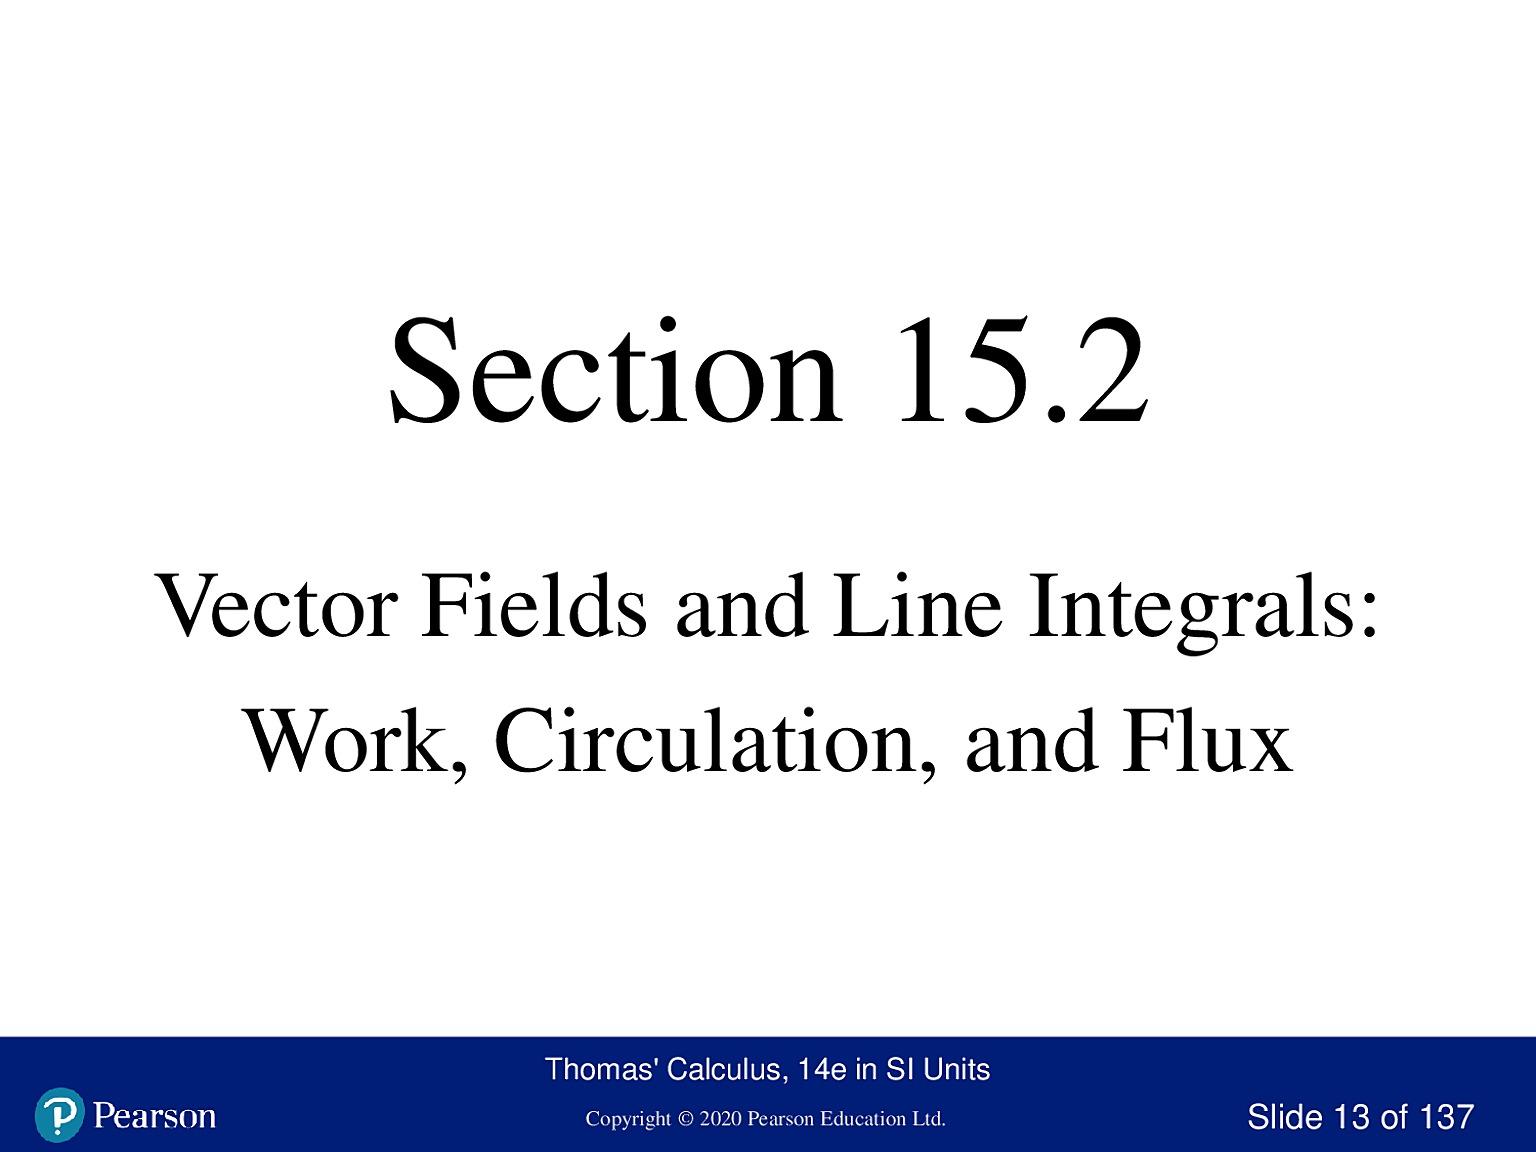 Section 15.2
Vector Fields and Line Integrals:
Work, Circulation, and Flux
Thomas' Calculus, 14e in SI Units
Pearson
Copyright © 2020 Pearson Education Ltd.
Slide 13 of 137